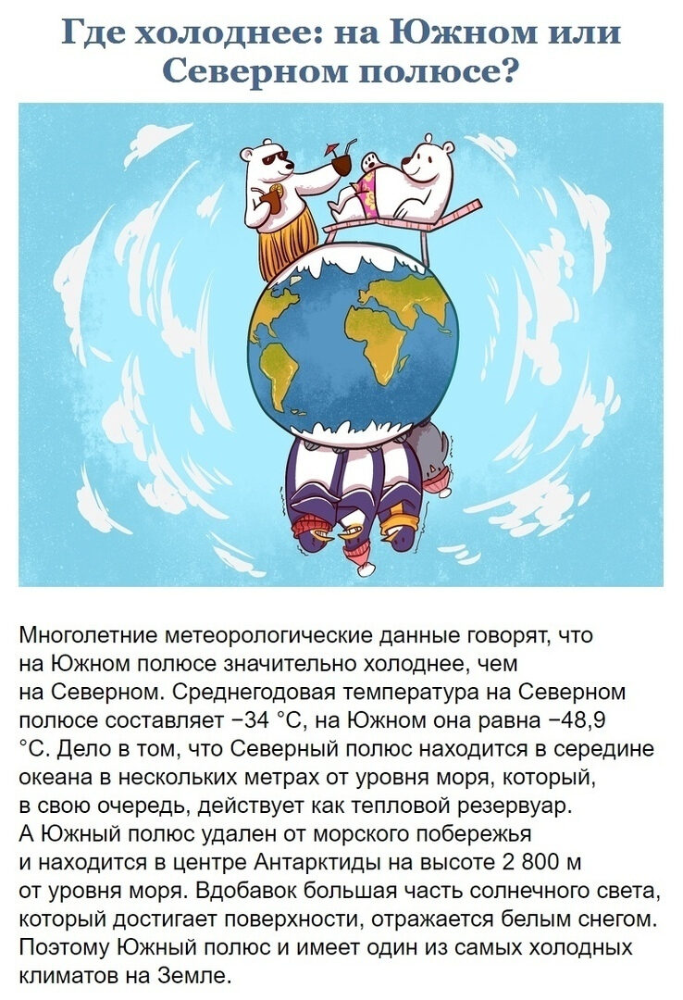 Где холоднее: на Южном или
Северном полюсе?
Многолетние метеорологические данные говорят, что
на Южном полюсе значительно холоднее, чем
на Северном. Среднегодовая температура на Северном
полюсе составляет −34 °C, на Южном она равна −48,9
°C. Дело в том, что Северный полюс находится в середине
океана в нескольких метрах от уровня моря, который,
в свою очередь, действует как тепловой резервуар.
А Южный полюс удален от морского побережья
и находится в центре Антарктиды на высоте 2 800 м
от уровня моря. Вдобавок большая часть солнечного света,
который достигает поверхности, отражается белым снегом.
Поэтому Южный полюс и имеет один из самых холодных
климатов на Земле.